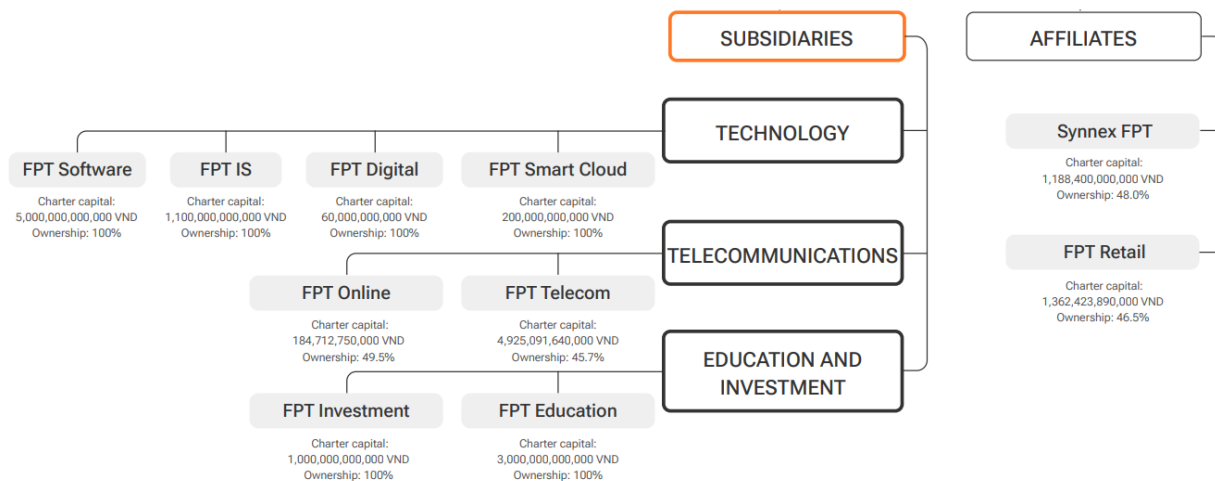 SUBSIDIARIES
AFFILIATES
TECHNOLOGY
FPT Software
Charter capital:
5,000,000,000,000 VND
Ownership: 100%
FPT IS
Charter capital:
1,100,000,000,000 VND
Ownership: 100%
FPT Digital
Charter capital:
60,000,000,000 VND
Ownership: 100%
FPT Smart Cloud
Charter capital:
200,000,000,000 VND
Ownership: 100%
TELECOMMUNICATIONS
FPT Online
Charter capital:
184,712,750,000 VND
Ownership: 49.5%
FPT Telecom
Charter capital:
4,925,091,640,000 VND
Ownership: 45.7%
EDUCATION AND
INVESTMENT
FPT Investment
Charter capital:
1,000,000,000,000 VND
Ownership: 100%
FPT Education
Charter capital:
3,000,000,000,000 VND
Ownership: 100%
Synnex FPT
Charter capital:
1,188,400,000,000 VND
Ownership: 48.0%
FPT Retail
Charter capital:
1,362,423,890,000 VND
Ownership: 46.5%